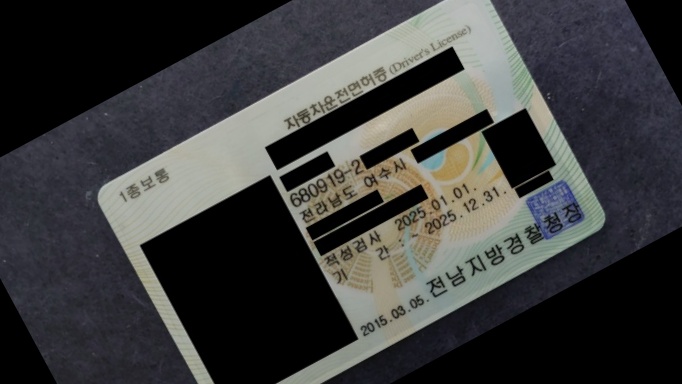 자동차운전면허증(Driver's License)
1종보통
680919-2
전라남도 여수시
적성검사 2025.01.01.
기 간 : ~ 2025.12.31.
2015.03.05. 전남지방경찰청장